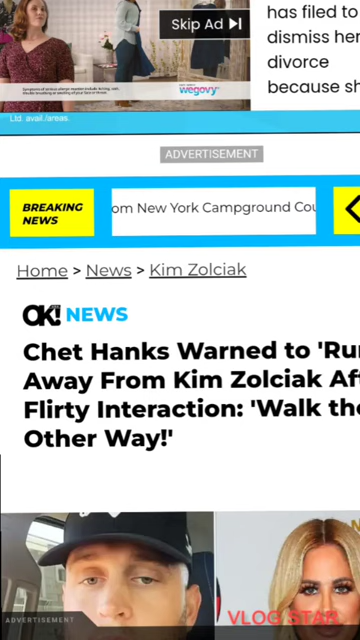 has filed to
dismiss her
divorce
because sh
Skip Ad
wegovy
Ltd. avail./areas.
ADVERTISEMENT
BREAKING
NEWS
om New York Campground Cou
Home > News > Kim Zolciak
OK! NEWS
Chet Hanks Warned to 'Run
Away From Kim Zolciak Aft
Flirty Interaction: 'Walk the
Other Way!'
ADVERTISEMENT
VLOG STAR